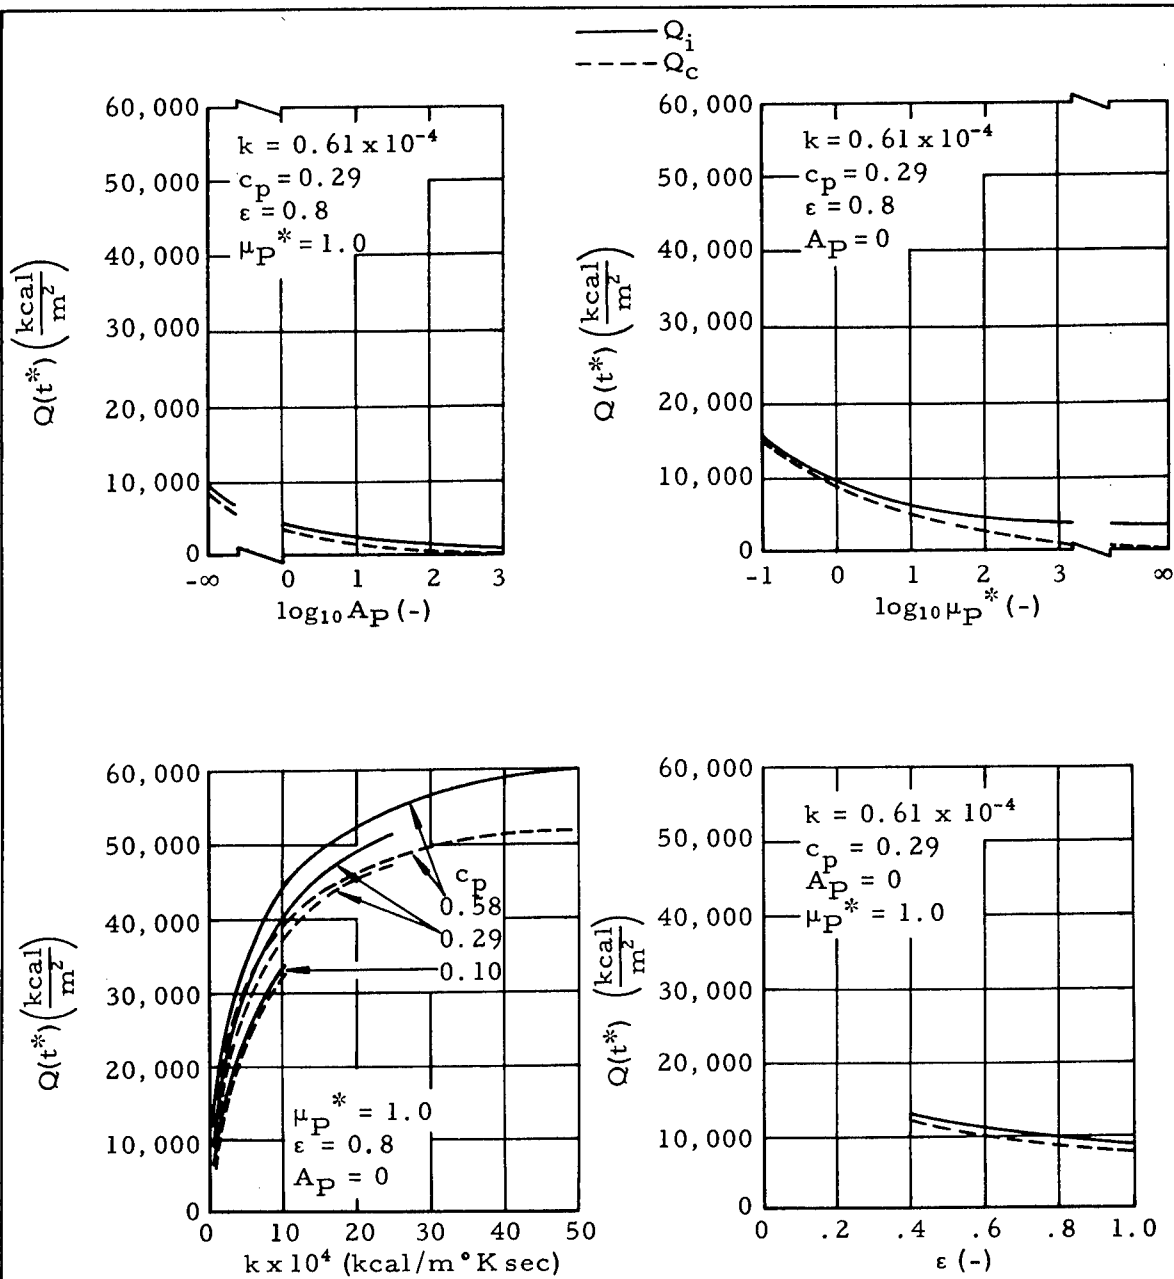 Q_i
Q_c
60,000
50,000
40,000
30,000
20,000
10,000
0
k = 0.61 x 10^-4
c_p = 0.29
ε = 0.8
μ_P* = 1.0
Q(t*) (kcal/m²)
-∞ 0 1 2 3
log₁₀ A_P (-)
60,000
50,000
40,000
30,000
20,000
10,000
0
k = 0.61 x 10^-4
c_p = 0.29
ε = 0.8
A_P = 0
Q(t*) (kcal/m²)
-1 0 1 2 3 ∞
log₁₀ μ_P* (-)
60,000
50,000
40,000
30,000
20,000
10,000
0
c_p
0.58
0.29
0.10
μ_P* = 1.0
ε = 0.8
A_P = 0
Q(t*) (kcal/m²)
0 10 20 30 40 50
k x 10^4 (kcal/m °K sec)
60,000
50,000
40,000
30,000
20,000
10,000
0
k = 0.61 x 10^-4
c_p = 0.29
A_P = 0
μ_P* = 1.0
Q(t*) (kcal/m²)
0 .2 .4 .6 .8 1.0
ε (-)